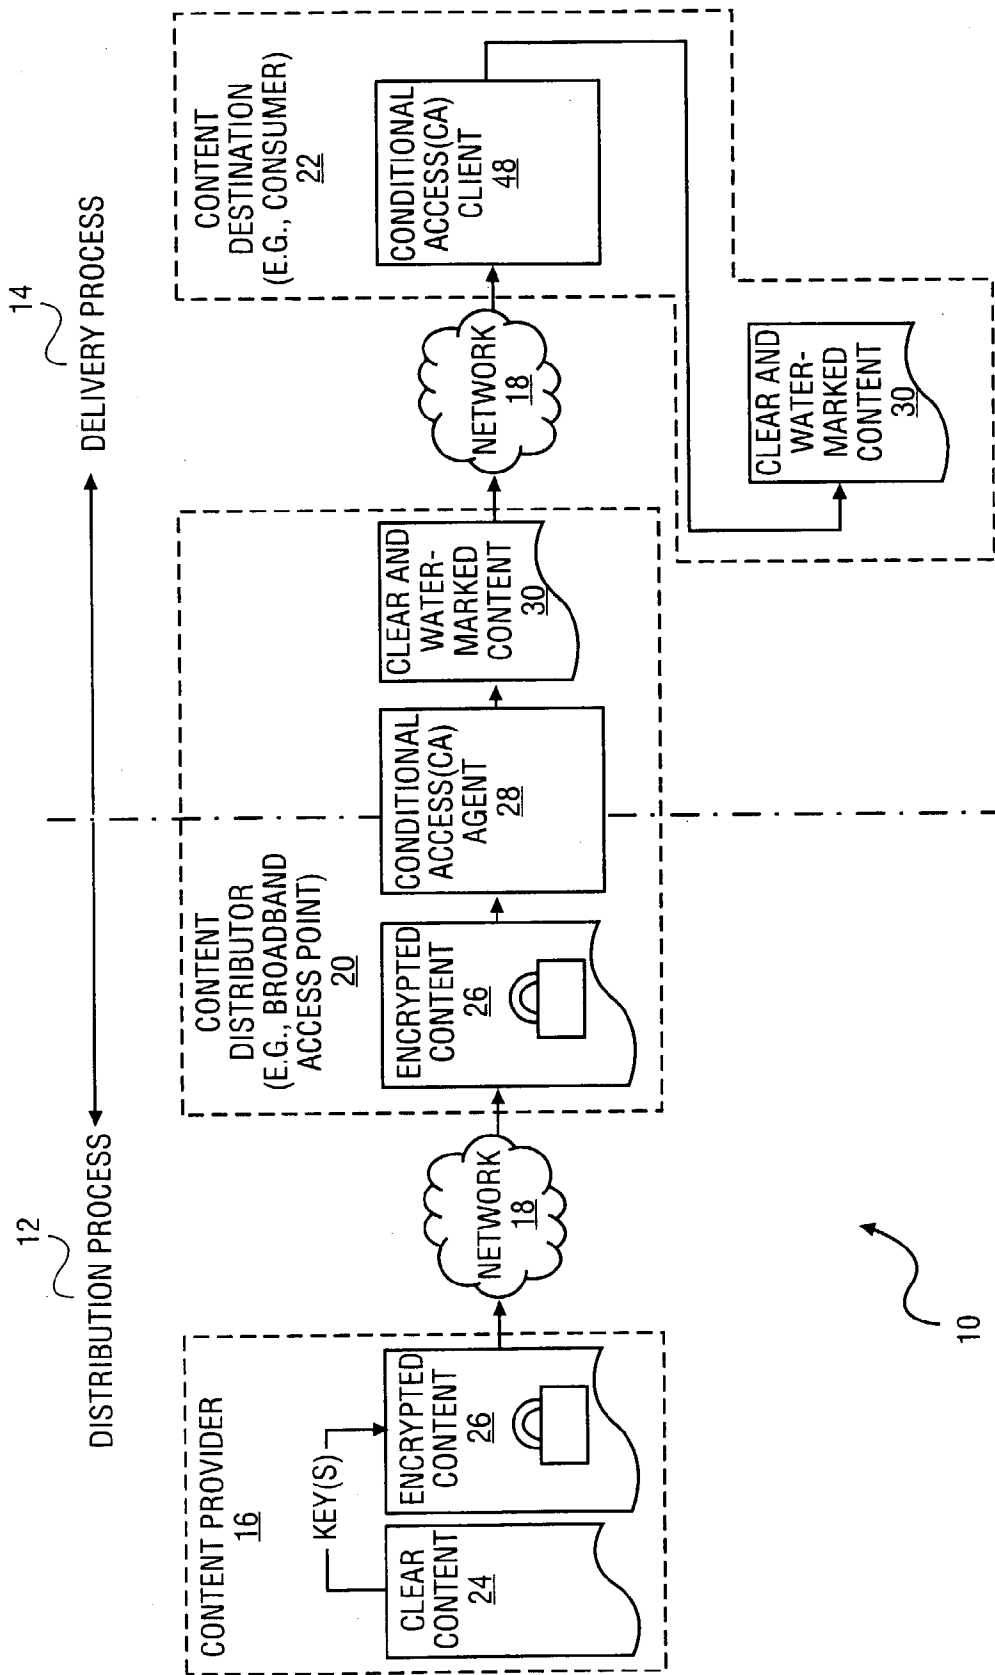 12
DISTRIBUTION PROCESS
14
DELIVERY PROCESS
CONTENT PROVIDER
16
KEY(S)
CLEAR
CONTENT
24
ENCRYPTED
CONTENT
26
NETWORK
18
CONTENT
DISTRIBUTOR
(E.G., BROADBAND
ACCESS POINT)
20
ENCRYPTED
CONTENT
26
CONDITIONAL
ACCESS(CA)
AGENT
28
CLEAR AND
WATER-
MARKED
CONTENT
30
NETWORK
18
CONTENT
DESTINATION
(E.G., CONSUMER)
22
CONDITIONAL
ACCESS(CA)
CLIENT
48
CLEAR AND
WATER-
MARKED
CONTENT
30
10